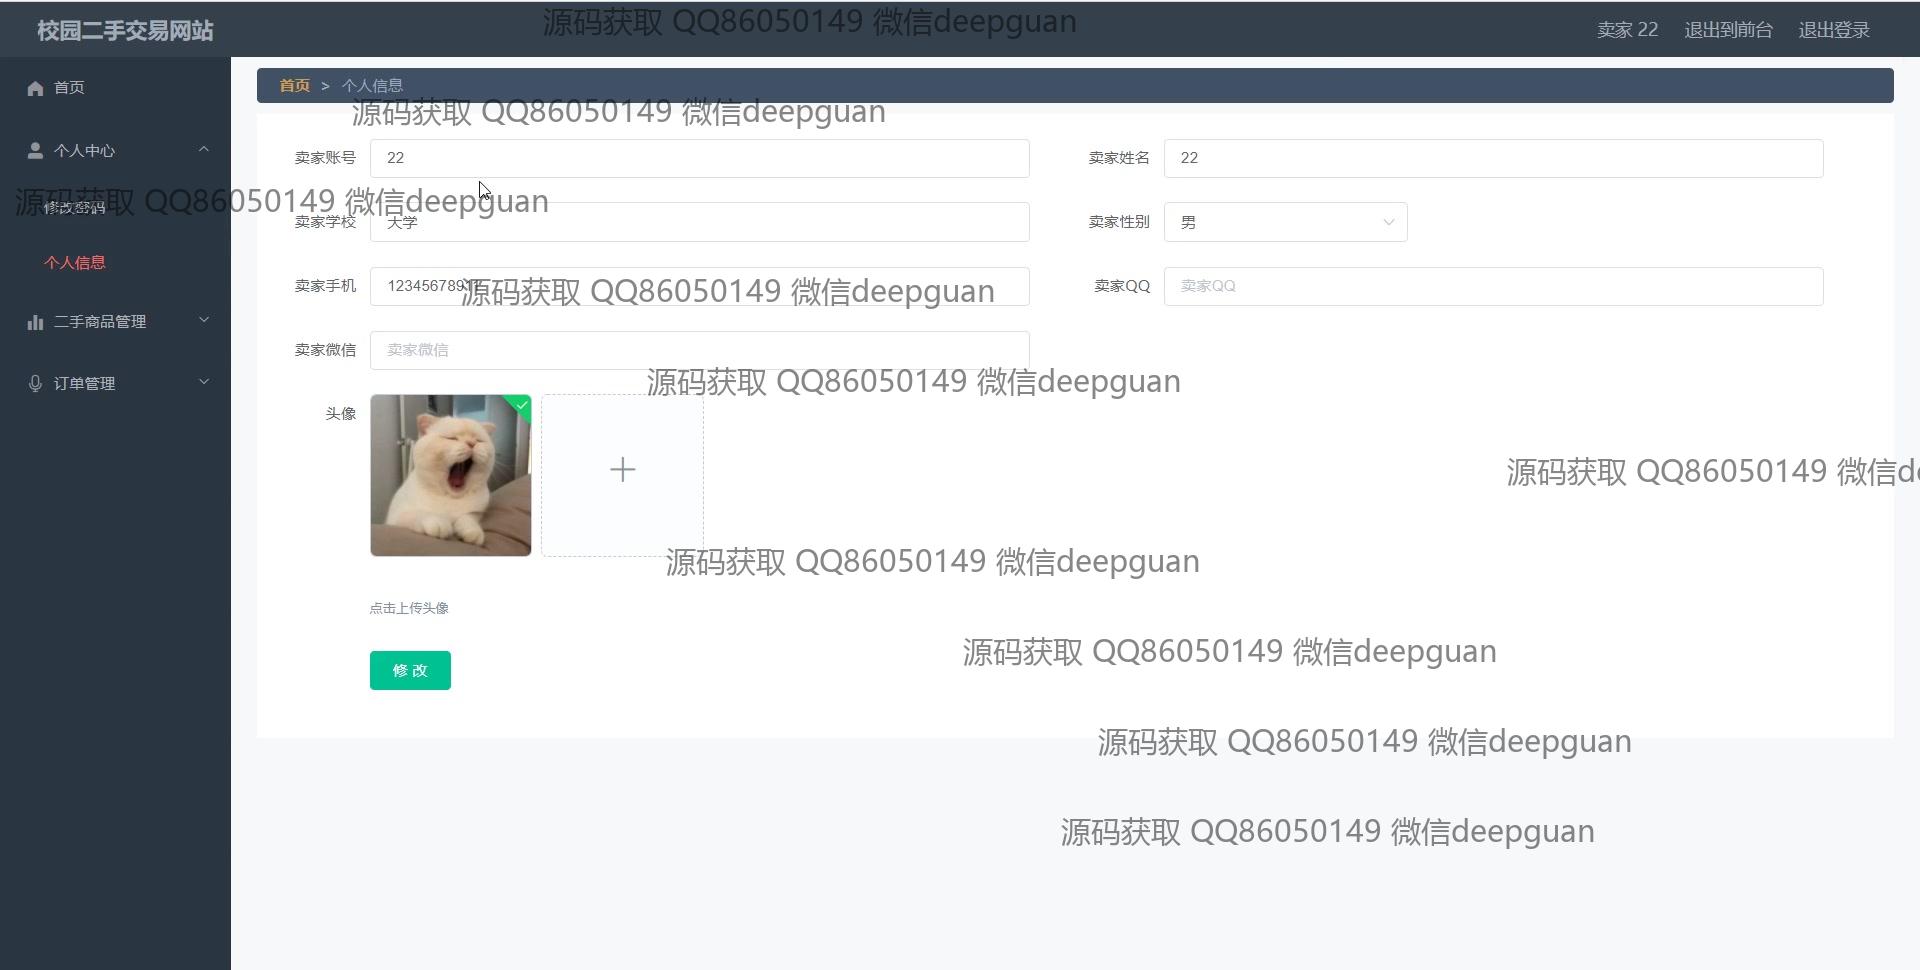 校园二手交易网站
源码获取 QQ86050149 微信deepguan
卖家 22
退出到前台
退出登录
首页
首页 > 个人信息
源码获取 QQ86050149 微信deepguan
个人中心
卖家账号 22
卖家姓名 22
源码获取 QQ86050149 微信deepguan
修改密码
卖家学校 大学
卖家性别 男
个人信息
卖家手机 12345678911
源码获取 QQ86050149 微信deepguan
卖家QQ 卖家QQ
二手商品管理
卖家微信 卖家微信
订单管理
源码获取 QQ86050149 微信deepguan
头像
源码获取 QQ86050149 微信de
源码获取 QQ86050149 微信deepguan
点击上传头像
源码获取 QQ86050149 微信deepguan
修改
源码获取 QQ86050149 微信deepguan
源码获取 QQ86050149 微信deepguan